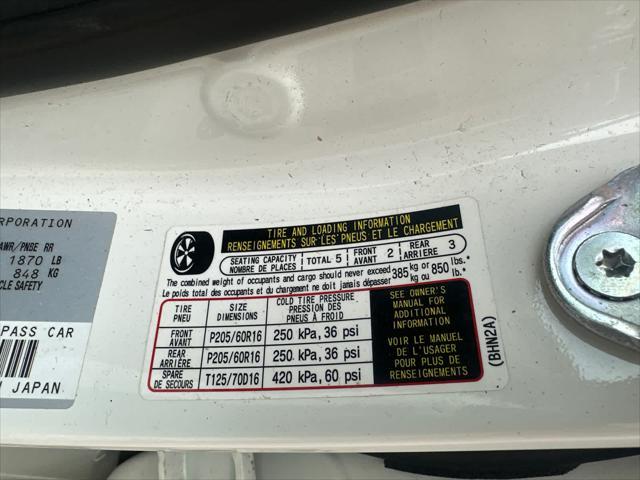 RPORATION
AWR/PNBE RR
1870 LB
848 KG
CLE SAFETY
PASS CAR
JAPAN
TIRE AND LOADING INFORMATION
RENSEIGNEMENTS SUR LES PNEUS ET LE CHARGEMENT
SEATING CAPACITY
NOMBRE DE PLACES
TOTAL 5
FRONT
AVANT
2
REAR
ARRIÈRE
3
The combined weight of occupants and cargo should never exceed
Le poids total des occupants et du chargement ne doit jamais dépasser
385 kg or ou 850 lbs. lb.
TIRE
PNEU
SIZE
DIMENSIONS
COLD TIRE PRESSURE
PRESSION DES
PNEUS À FROID
FRONT
AVANT
P205/60R16
250 kPa, 36 psi
REAR
ARRIÈRE
P205/60R16
250 kPa, 36 psi
SPARE
DE SECOURS
T125/70D16
420 kPa, 60 psi
SEE OWNER'S
MANUAL FOR
ADDITIONAL
INFORMATION
VOIR LE MANUEL
DE L'USAGER
POUR PLUS DE
RENSEIGNEMENTS
(BHN2A)